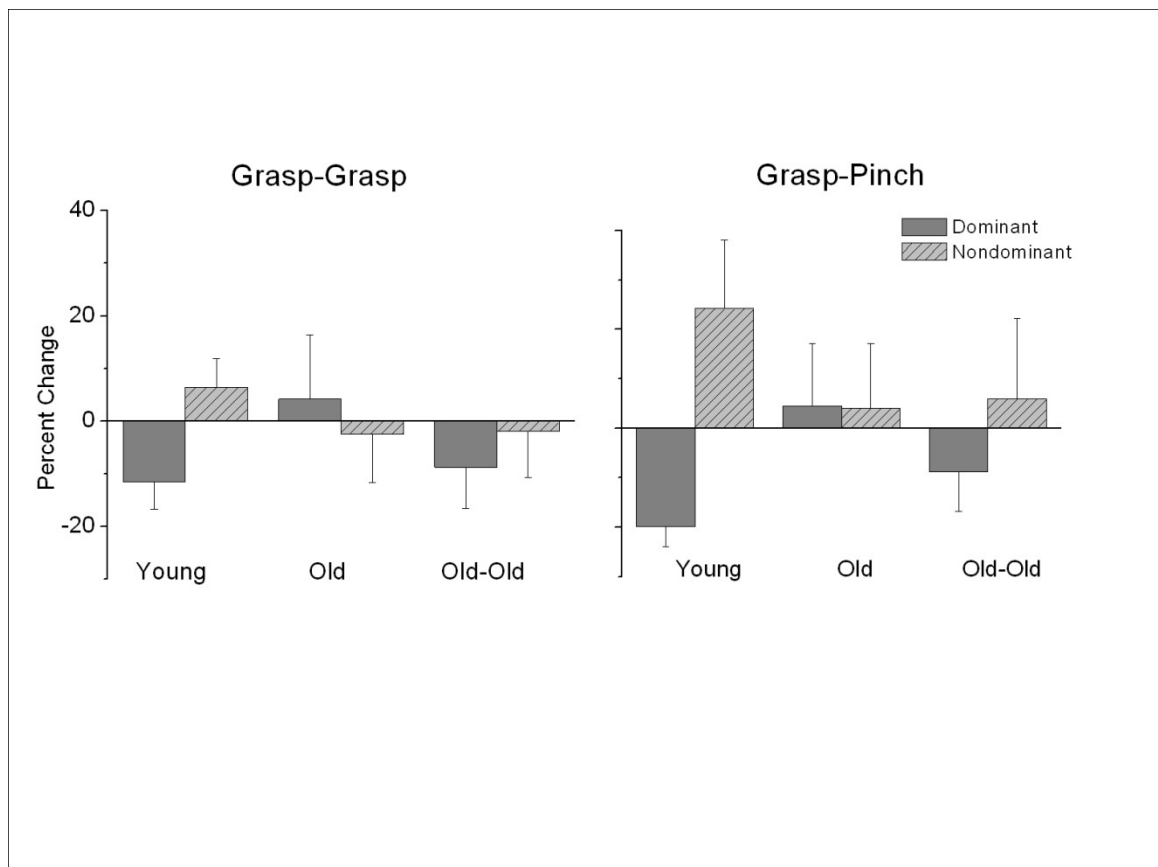 Grasp-Grasp
Grasp-Pinch
40
20
0
-20
Percent Change
Dominant
Nondominant
Young
Old
Old-Old
Young
Old
Old-Old